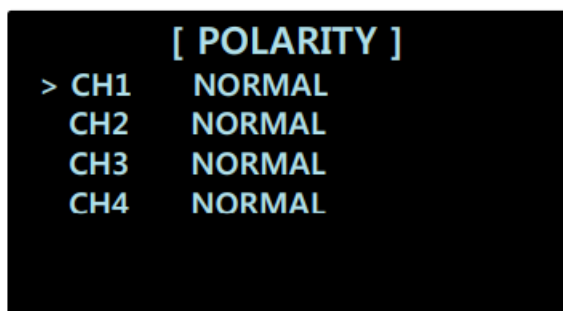 [ POLARITY ]
> CH1 NORMAL
CH2 NORMAL
CH3 NORMAL
CH4 NORMAL